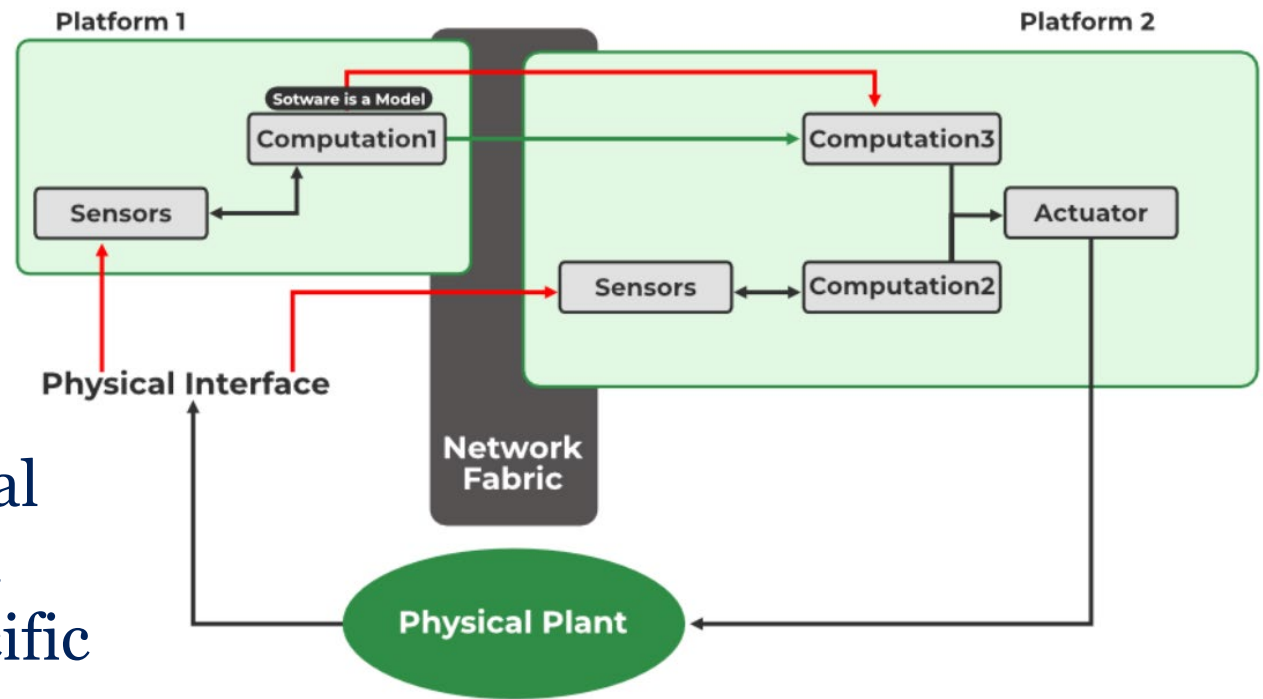 Platform 1
Platform 2
Sotware is a Model
Computation1
Computation3
Sensors
Actuator
Sensors
Computation2
Physical Interface
Network
Fabric
al
ific
Physical Plant